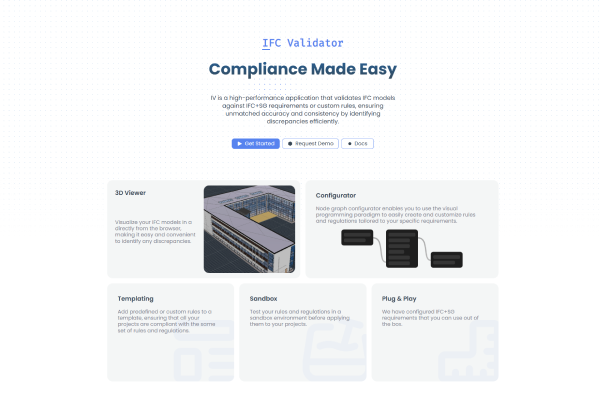 IFC Validator
Compliance Made Easy
IV is a high-performance application that validates IFC models
against IFC+SG requirements or custom rules, ensuring
unmatched accuracy and consistency by identifying
discrepancies efficiently.
Get Started
Request Demo
Docs
3D Viewer
Visualize your IFC models in a
directly from the browser,
making it easy and convenient
to identify any discrepancies.
Configurator
Node graph configurator enables you to use the visual
programming paradigm to easily create and customize rules
and regulations tailored to your specific requirements.
Templating
Add predefined or custom rules to a
template, ensuring that all your
projects are compliant with the same
set of rules and regulations.
Sandbox
Test your rules and regulations in a
sandbox environment before applying
them to your projects.
Plug & Play
We have configured IFC+SG
requirements that you can use out of
the box.